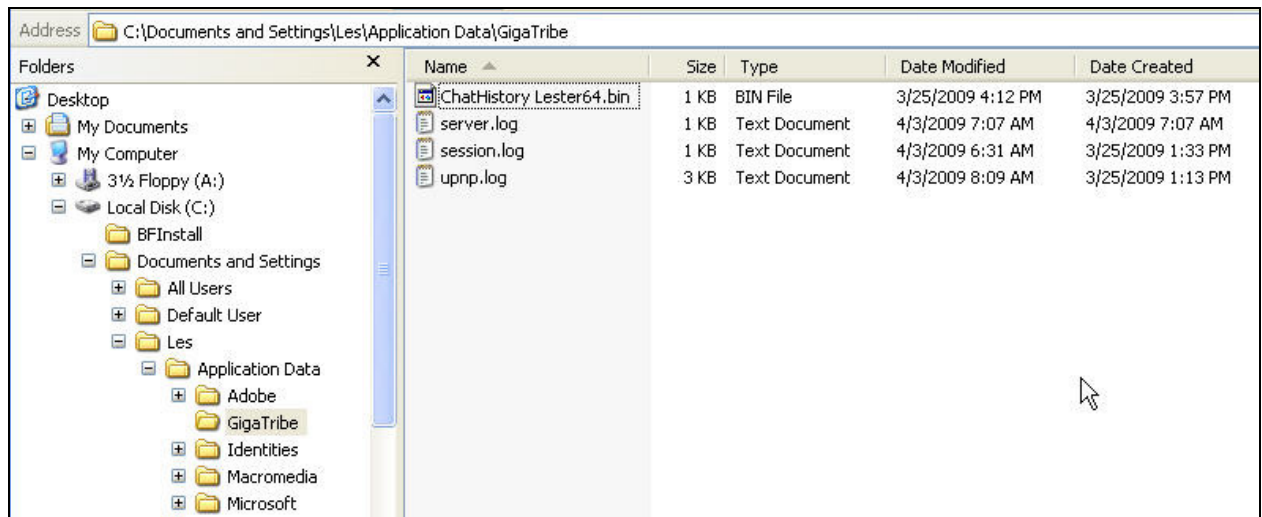 Address C:\Documents and Settings\Les\Application Data\GigaTribe
Folders x
Name Size Type Date Modified Date Created
ChatHistory Lester64.bin 1 KB BIN File 3/25/2009 4:12 PM 3/25/2009 3:57 PM
server.log 1 KB Text Document 4/3/2009 7:07 AM 4/3/2009 7:07 AM
session.log 1 KB Text Document 4/3/2009 6:31 AM 3/25/2009 1:33 PM
upnp.log 3 KB Text Document 4/3/2009 8:09 AM 3/25/2009 1:13 PM
Desktop
My Documents
My Computer
3½ Floppy (A:)
Local Disk (C:)
BFInstall
Documents and Settings
All Users
Default User
Les
Application Data
Adobe
GigaTribe
Identities
Macromedia
Microsoft